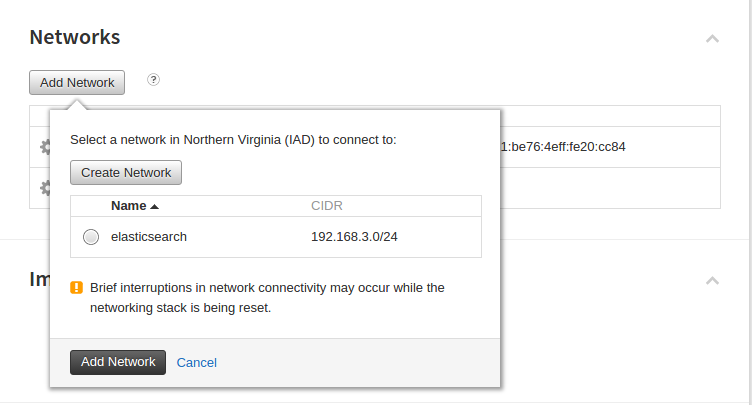 Networks
Add Network ?
Select a network in Northern Virginia (IAD) to connect to:
1:be76:4eff:fe20:cc84
Create Network
Name CIDR
elasticsearch 192.168.3.0/24
Im
Brief interruptions in network connectivity may occur while the
networking stack is being reset.
Add Network Cancel